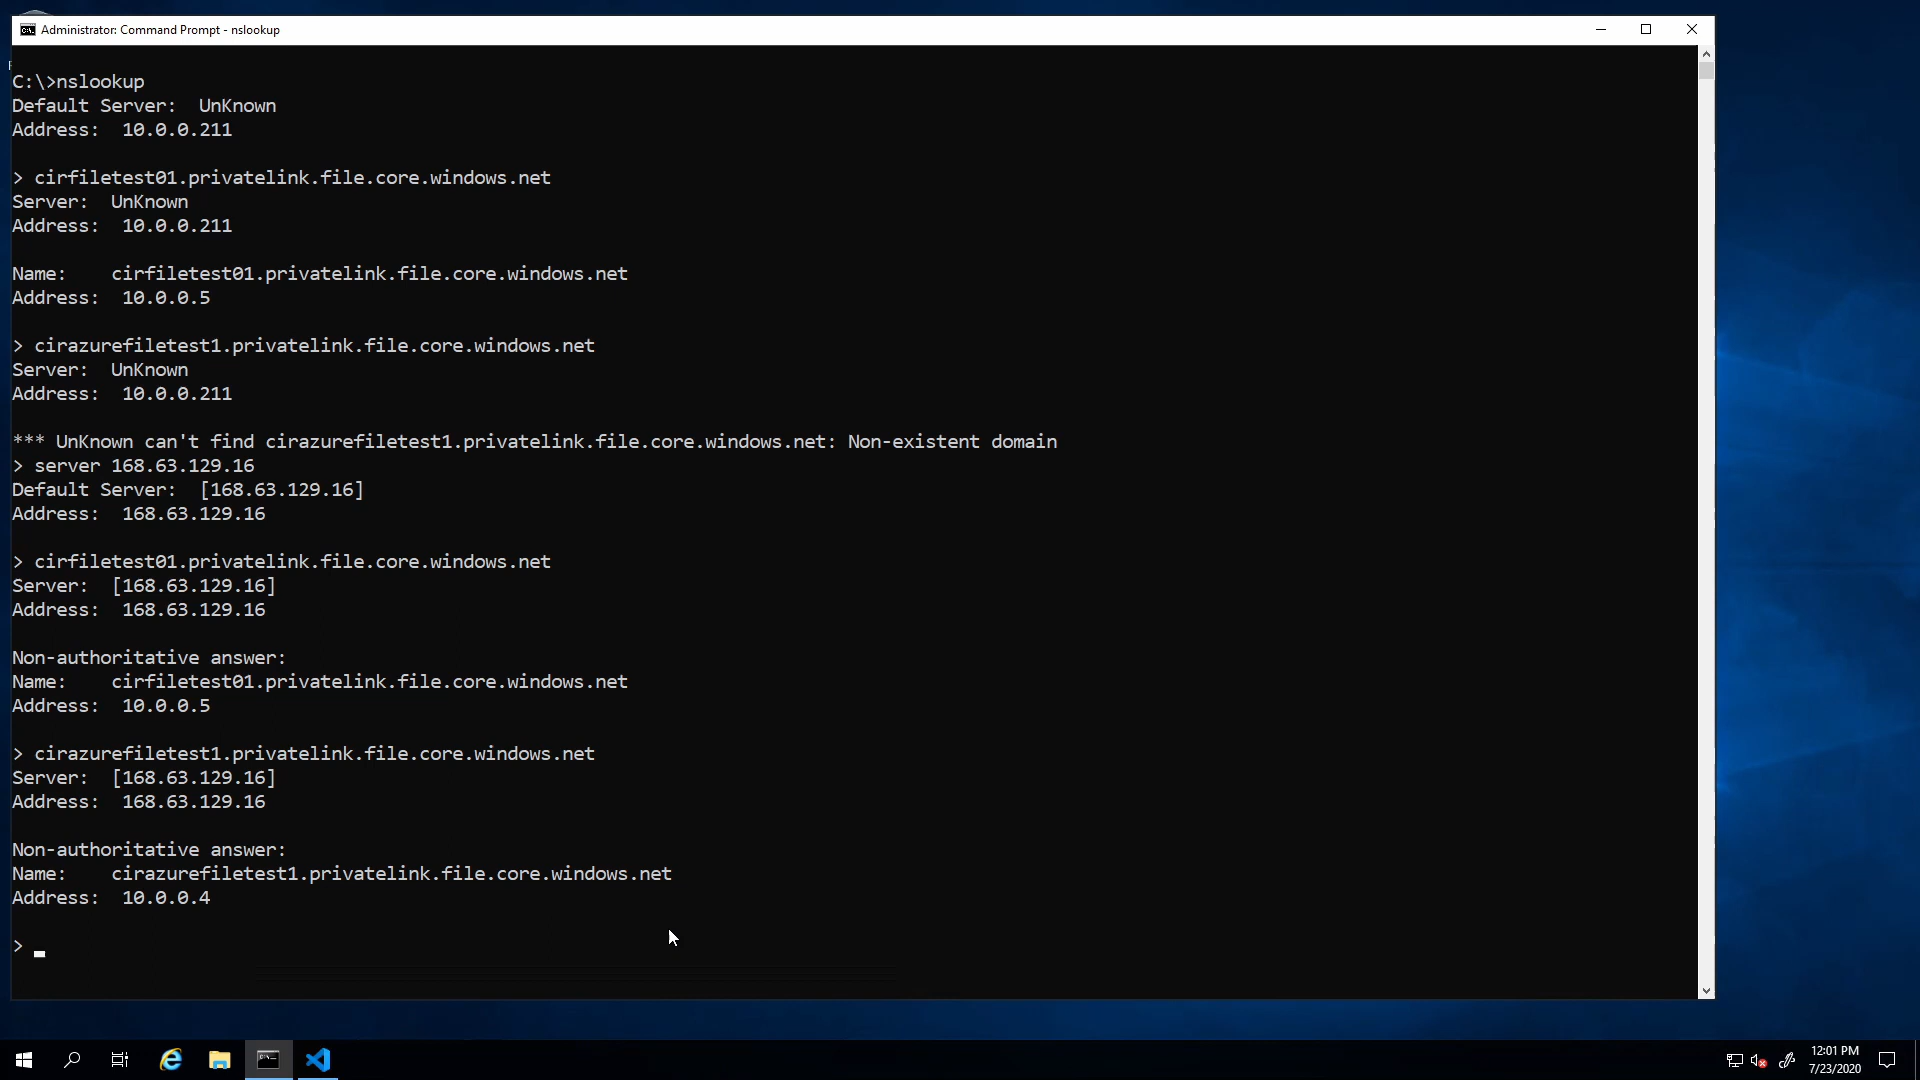 Administrator: Command Prompt - nslookup
C:\>nslookup
Default Server:  UnKnown
Address:  10.0.0.211
> cirfiletest01.privatelink.file.core.windows.net
Server:  UnKnown
Address:  10.0.0.211
Name:    cirfiletest01.privatelink.file.core.windows.net
Address:  10.0.0.5
> cirazurefiletest1.privatelink.file.core.windows.net
Server:  UnKnown
Address:  10.0.0.211
*** UnKnown can't find cirazurefiletest1.privatelink.file.core.windows.net: Non-existent domain
> server 168.63.129.16
Default Server:  [168.63.129.16]
Address:  168.63.129.16
> cirfiletest01.privatelink.file.core.windows.net
Server:  [168.63.129.16]
Address:  168.63.129.16
Non-authoritative answer:
Name:    cirfiletest01.privatelink.file.core.windows.net
Address:  10.0.0.5
> cirazurefiletest1.privatelink.file.core.windows.net
Server:  [168.63.129.16]
Address:  168.63.129.16
Non-authoritative answer:
Name:    cirazurefiletest1.privatelink.file.core.windows.net
Address:  10.0.0.4
>
12:01 PM
7/23/2020